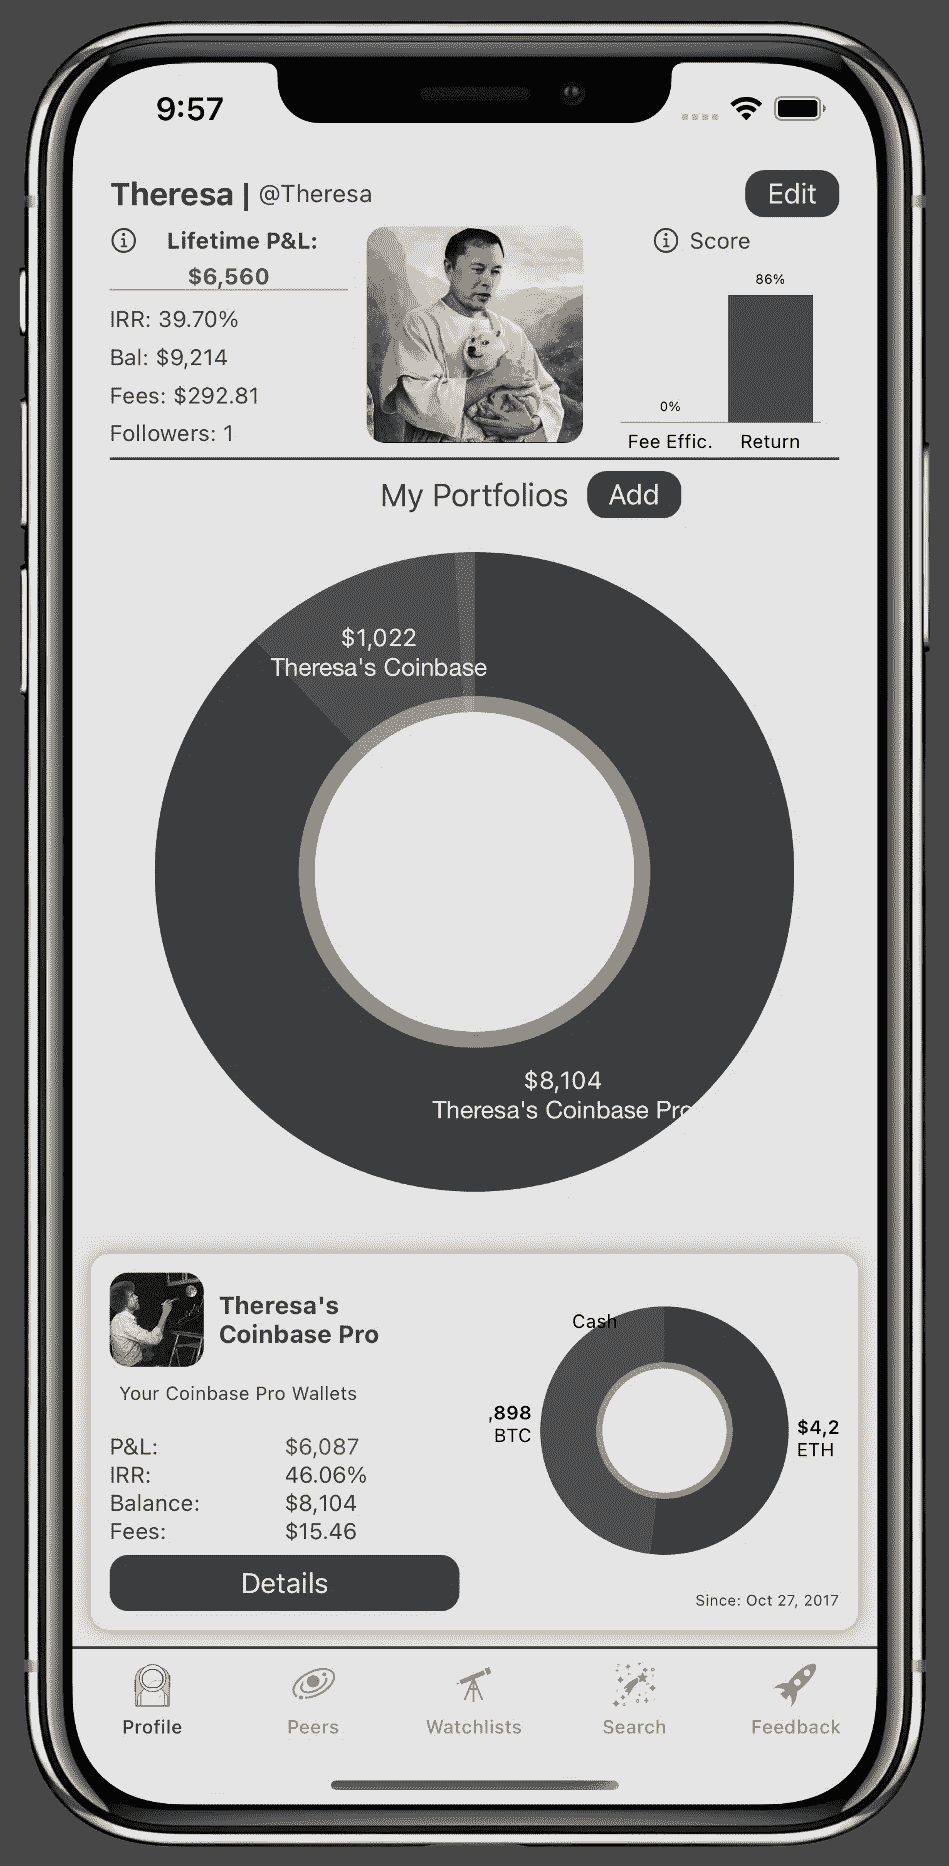 9:57
Theresa | @Theresa
Edit
Lifetime P&L:
$6,560
IRR: 39.70%
Bal: $9,214
Fees: $292.81
Followers: 1
Score
86%
0%
Fee Effic.
Return
My Portfolios
Add
$1,022
Theresa's Coinbase
$8,104
Theresa's Coinbase Pro
Theresa's
Coinbase Pro
Your Coinbase Pro Wallets
P&L: $6,087
IRR: 46.06%
Balance: $8,104
Fees: $15.46
Details
Cash
,898
BTC
$4,2
ETH
Since: Oct 27, 2017
Profile
Peers
Watchlists
Search
Feedback